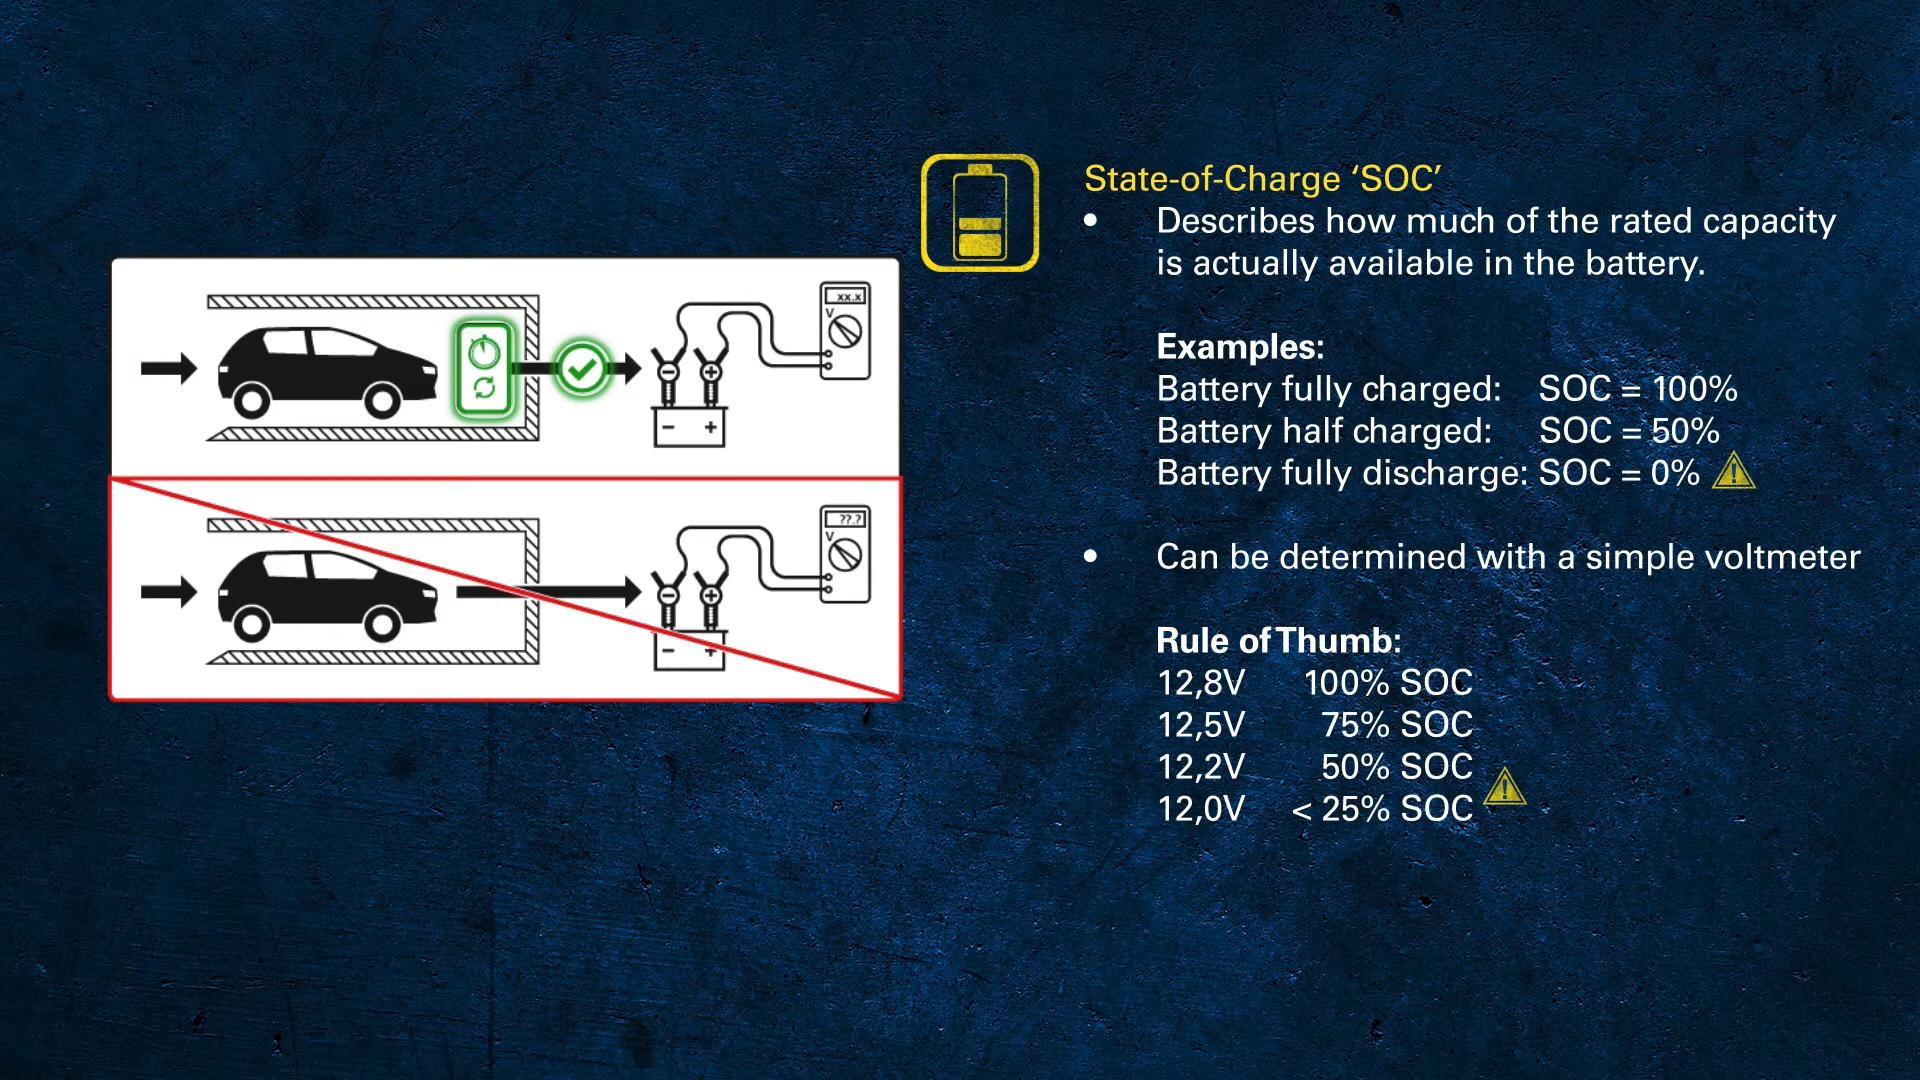 State-of-Charge ‘SOC’
• Describes how much of the rated capacity
is actually available in the battery.
Examples:
Battery fully charged: SOC = 100%
Battery half charged: SOC = 50%
Battery fully discharge: SOC = 0%
• Can be determined with a simple voltmeter
Rule of Thumb:
12,8V 100% SOC
12,5V 75% SOC
12,2V 50% SOC
12,0V < 25% SOC
xx.x
V
− +
− +
??.?
V
− +
− +